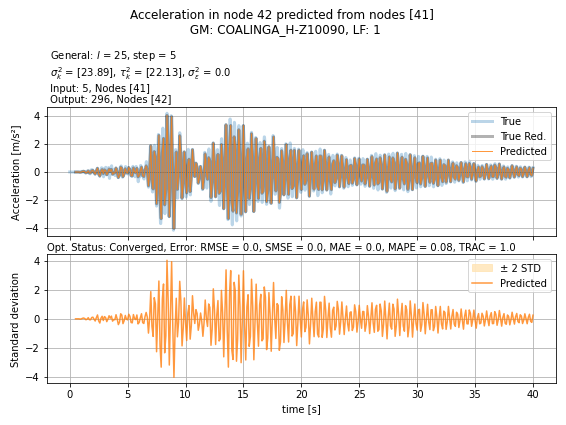 Acceleration in node 42 predicted from nodes [41]
GM: COALINGA_H-Z10090, LF: 1
General: l = 25, step = 5
σ²ₖ = [23.89], τ²ₖ = [22.13], σ²ε = 0.0
Input: 5, Nodes [41]
Output: 296, Nodes [42]
Acceleration [m/s²]
4
2
0
−2
−4
True
True Red.
Predicted
Opt. Status: Converged, Error: RMSE = 0.0, SMSE = 0.0, MAE = 0.0, MAPE = 0.08, TRAC = 1.0
Standard deviation
4
2
0
−2
−4
± 2 STD
Predicted
0 5 10 15 20 25 30 35 40
time [s]